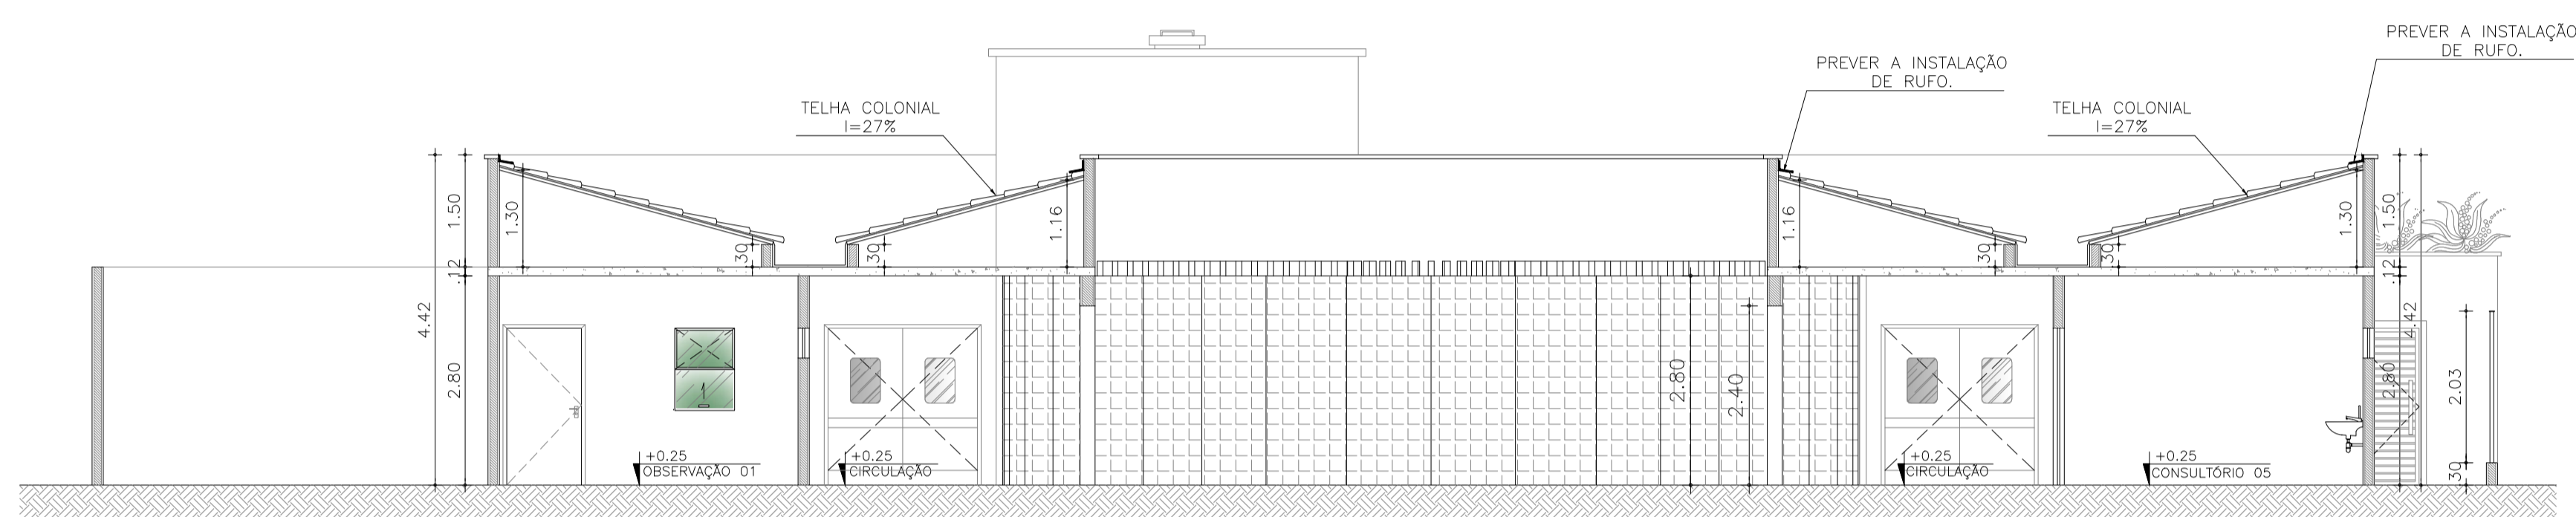 PREVER A INSTALAÇÃO
DE RUFO.
PREVER A INSTALAÇÃO
DE RUFO.
TELHA COLONIAL
I=27%
TELHA COLONIAL
I=27%
1.50
1.30
.30
.30
1.16
1.16
.30
.30
1.30
1.50
.12
.12
4.42
2.80
1
2.80
2.40
4.42
2.80
2.03
.30
+0.25
OBSERVAÇÃO 01
+0.25
CIRCULAÇÃO
+0.25
CIRCULAÇÃO
+0.25
CONSULTÓRIO 05